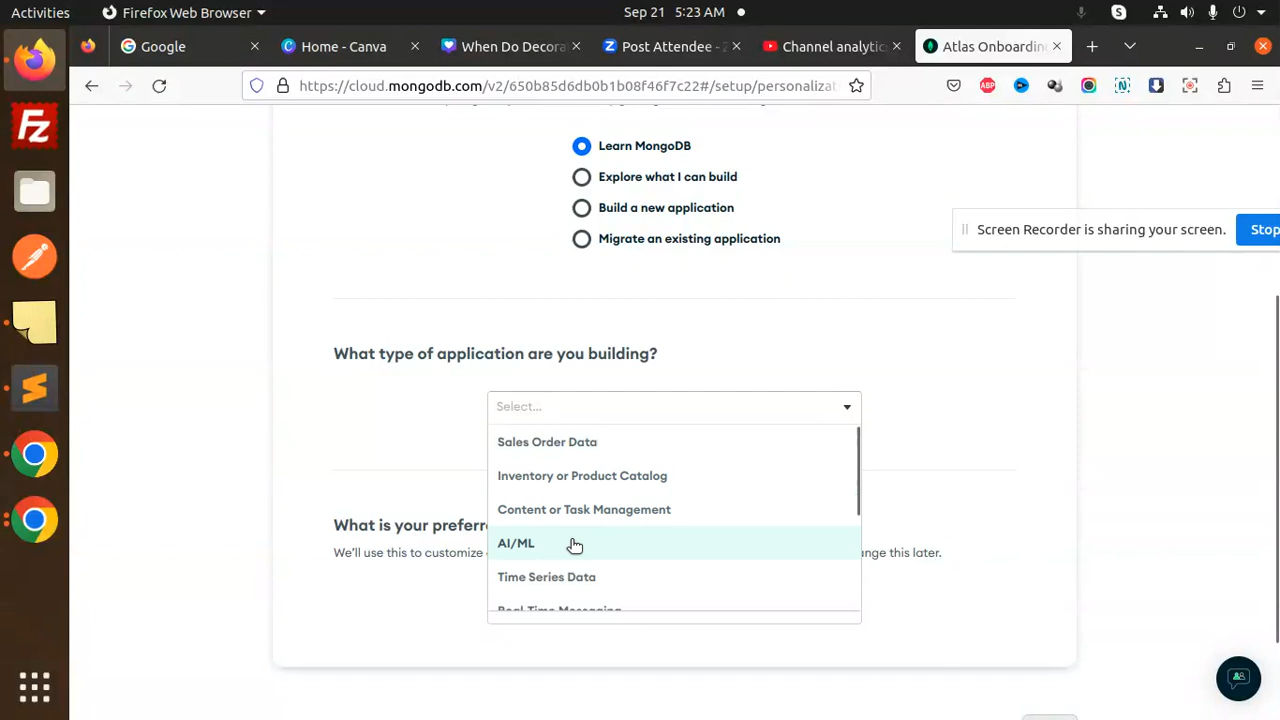 Activities
Firefox Web Browser
Sep 21 5:23 AM
Google
Home - Canva
When Do Decora
Post Attendee - Z
Channel analytic
Atlas Onboardin
https://cloud.mongodb.com/v2/650b85d6db0b1b08f46f7c22#/setup/personalizat
Learn MongoDB
Explore what I can build
Build a new application
Migrate an existing application
Screen Recorder is sharing your screen.
Stop
What type of application are you building?
Select...
Sales Order Data
Inventory or Product Catalog
Content or Task Management
AI/ML
Time Series Data
Real-Time Messaging
What is your prefer
We'll use this to customize
nge this later.